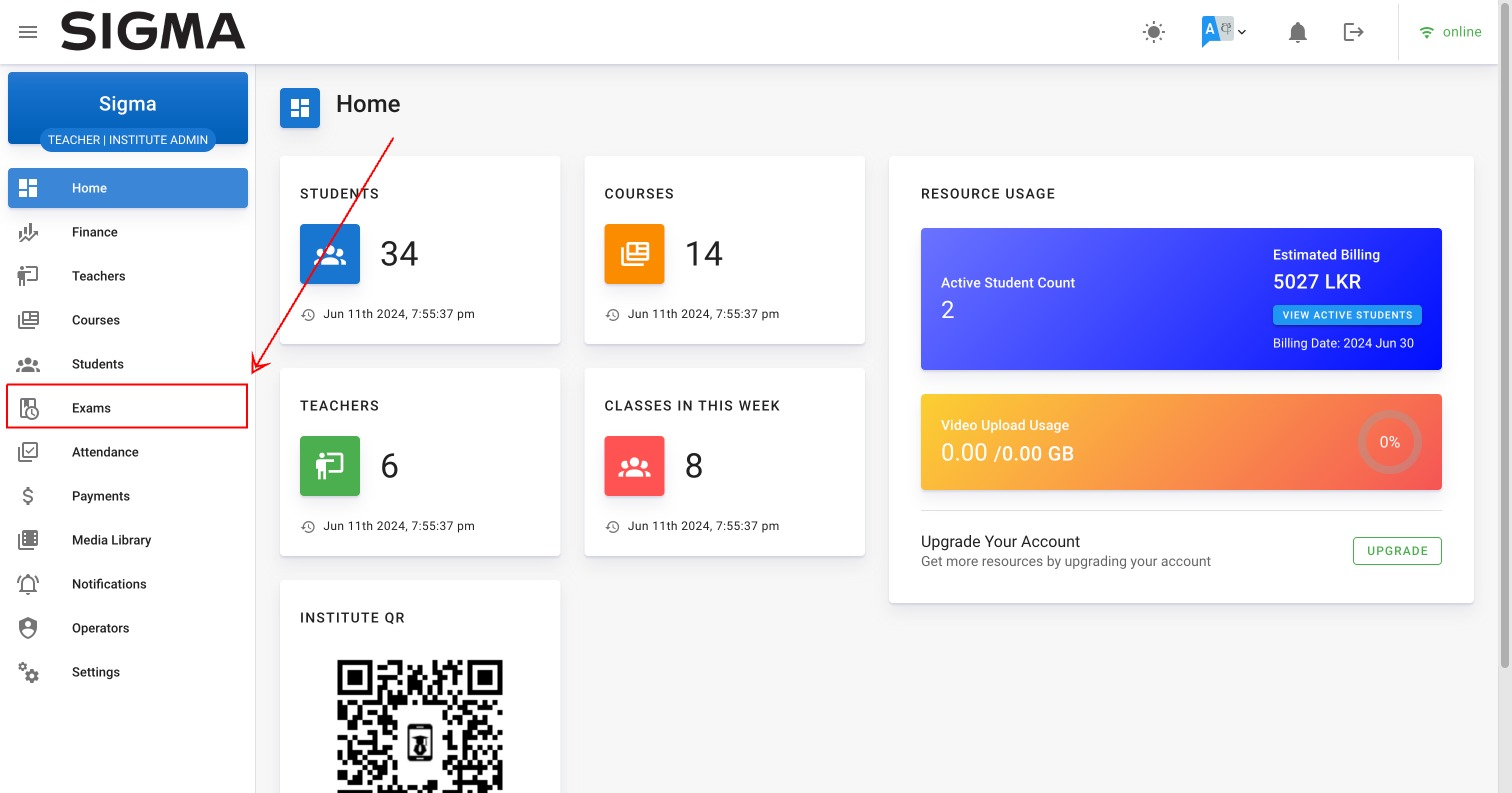 SIGMA
A
online
Sigma
TEACHER | INSTITUTE ADMIN
Home
Finance
Teachers
Courses
Students
Exams
Attendance
Payments
Media Library
Notifications
Operators
Settings
Home
STUDENTS
34
Jun 11th 2024, 7:55:37 pm
COURSES
14
Jun 11th 2024, 7:55:37 pm
TEACHERS
6
Jun 11th 2024, 7:55:37 pm
CLASSES IN THIS WEEK
8
Jun 11th 2024, 7:55:37 pm
INSTITUTE QR
RESOURCE USAGE
Active Student Count
2
Estimated Billing
5027 LKR
VIEW ACTIVE STUDENTS
Billing Date: 2024 Jun 30
Video Upload Usage
0.00 /0.00 GB
0%
Upgrade Your Account
Get more resources by upgrading your account
UPGRADE